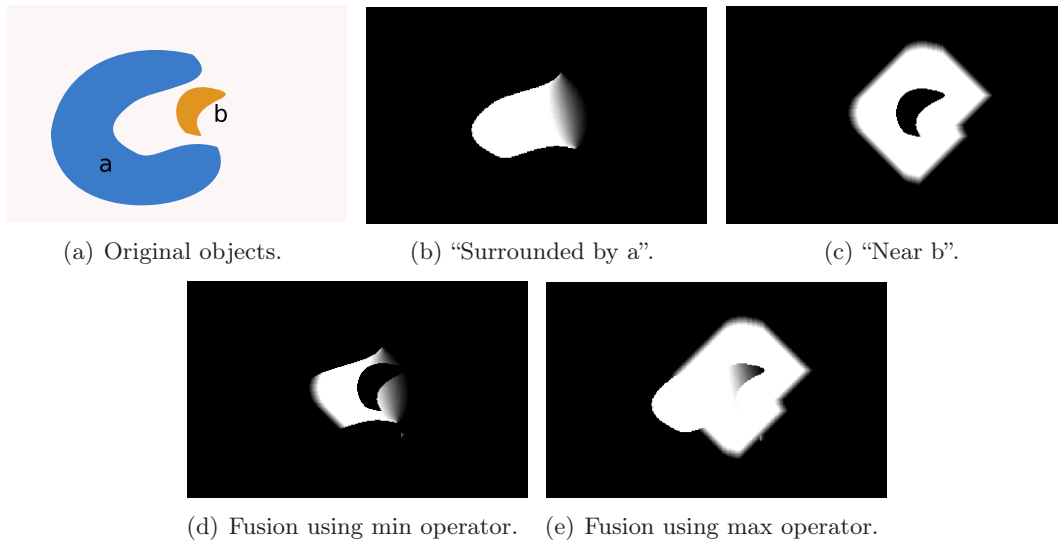 b
a
(a) Original objects.
(b) “Surrounded by a”.
(c) “Near b”.
(d) Fusion using min operator.
(e) Fusion using max operator.